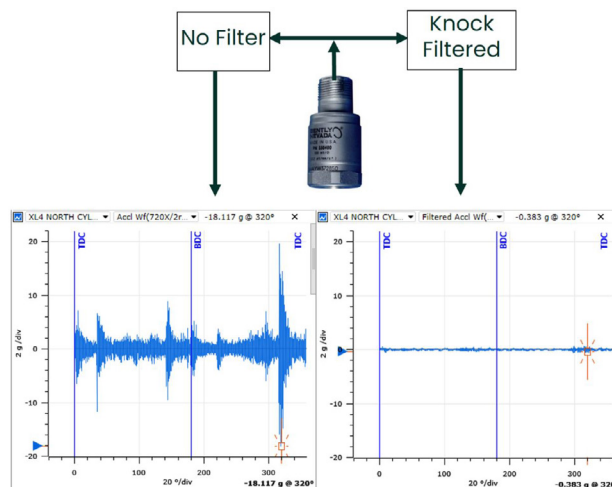 No Filter
Knock
Filtered
BENTLY
NEVADA
XL4 NORTH CYL...
Accl Wf(720X/2r...
-18.117 g @ 320°
XL4 NORTH CYL...
Filtered Accl Wf(...
-0.383 g @ 320°
TDC
BDC
TDC
20
10
0
-10
-20
2 g /div
0
100
200
300
20 °/div
-18.117 g @ 320°
TDC
BDC
TDC
20
10
0
-10
-20
2 g /div
0
100
200
300
20 °/div
-0.383 g @ 320